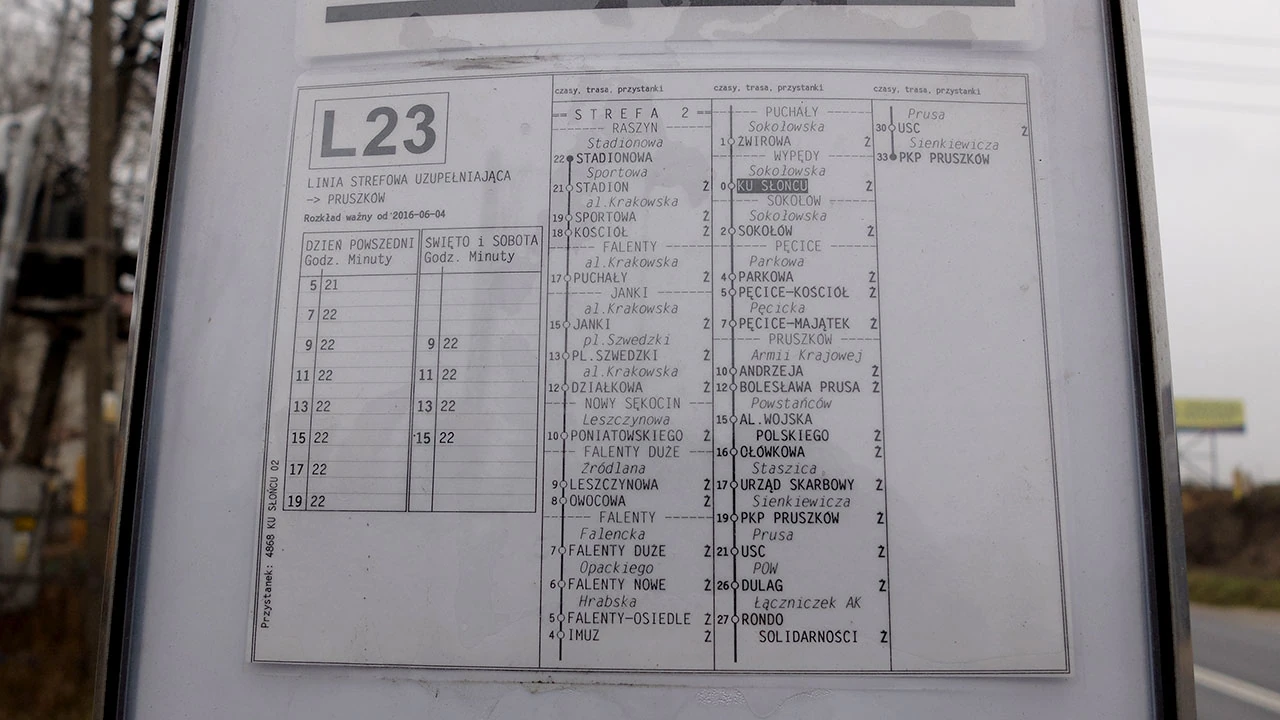 L23
LINIA STREFOWA UZUPEŁNIAJĄCA
-> PRUSZKÓW
Rozkład ważny od 2016-06-04
DZIEŃ POWSZEDNI
Godz. Minuty
5 21
7 22
9 22
11 22
13 22
15 22
17 22
19 22
ŚWIĘTO i SOBOTA
Godz. Minuty
9 22
11 22
13 22
15 22
Przystanek: 4868 KU SŁOŃCU 02
czasy, trasa, przystanki
== STREFA 2 ==
RASZYN
Stadionowa
22 STADIONOWA
Sportowa
21 STADION Ż
al.Krakowska
19 SPORTOWA Ż
18 KOŚCIÓŁ Ż
FALENTY
al.Krakowska
17 PUCHAŁY Ż
JANKI
al.Krakowska
15 JANKI Ż
pl.Szwedzki
13 PL.SZWEDZKI Ż
al.Krakowska
12 DZIAŁKOWA Ż
NOWY SĘKOCIN
Leszczynowa
10 PONIATOWSKIEGO Ż
FALENTY DUŻE
Źródlana
9 LESZCZYNOWA Ż
8 OWOCOWA Ż
FALENTY
Falencka
7 FALENTY DUŻE Ż
Opackiego
6 FALENTY NOWE Ż
Hrabska
5 FALENTY-OSIEDLE Ż
4 IMUZ Ż
czasy, trasa, przystanki
PUCHAŁY
Sokołowska
1 ŻWIROWA Ż
WYPĘDY
Sokołowska
0 KU SŁOŃCU Ż
SOKOŁÓW
Sokołowska
2 SOKOŁÓW Ż
PĘCICE
Parkowa
4 PARKOWA Ż
5 PĘCICE-KOŚCIÓŁ Ż
Pęcicka
7 PĘCICE-MAJĄTEK Ż
PRUSZKÓW
Armii Krajowej
10 ANDRZEJA Ż
12 BOLESŁAWA PRUSA Ż
Powstańców
15 AL.WOJSKA
POLSKIEGO Ż
16 OŁÓWKOWA Ż
Staszica
17 URZĄD SKARBOWY Ż
Sienkiewicza
19 PKP PRUSZKÓW Ż
Prusa
21 USC Ż
POW
26 DULAG Ż
Łączniczek AK
27 RONDO
SOLIDARNOŚCI Ż
czasy, trasa, przystanki
Prusa
30 USC Ż
Sienkiewicza
33 PKP PRUSZKÓW